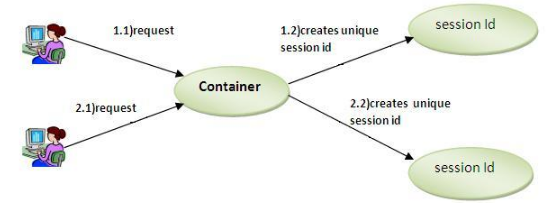 1.1)request
1.2)creates unique
session id
session Id
Container
2.1)request
2.2)creates unique
session id
session Id